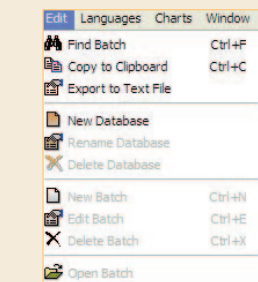 Edit Languages Charts Window
Find Batch Ctrl+F
Copy to Clipboard Ctrl+C
Export to Text File
New Database
Rename Database
Delete Database
New Batch Ctrl+N
Edit Batch Ctrl+E
Delete Batch Ctrl+X
Open Batch